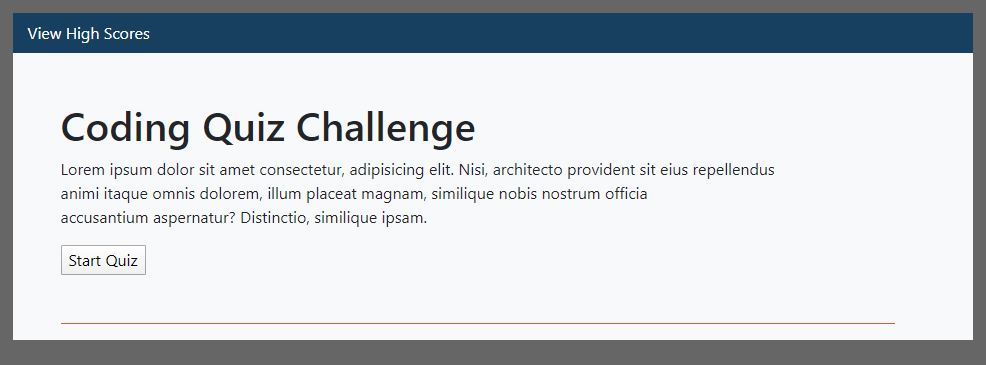 View High Scores
Coding Quiz Challenge
Lorem ipsum dolor sit amet consectetur, adipisicing elit. Nisi, architecto provident sit eius repellendus
animi itaque omnis dolorem, illum placeat magnam, similique nobis nostrum officia
accusantium aspernatur? Distinctio, similique ipsam.
Start Quiz